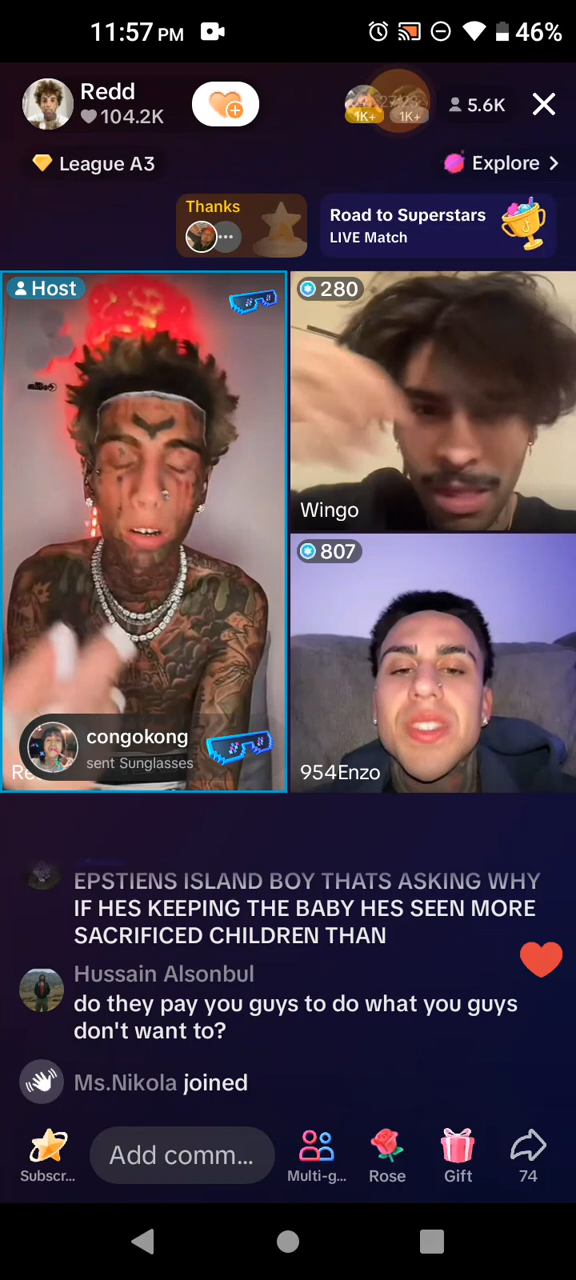 11:57 PM
46%
Redd
104.2K
1K+
1K+
5.6K
League A3
Explore
Thanks
Road to Superstars
LIVE Match
Host
280
Wingo
807
congokong
sent Sunglasses
954Enzo
EPSTIENS ISLAND BOY THATS ASKING WHY
IF HES KEEPING THE BABY HES SEEN MORE
SACRIFICED CHILDREN THAN
Hussain Alsonbul
do they pay you guys to do what you guys
don't want to?
Ms.Nikola joined
Add comm...
Subscr...
Multi-g...
Rose
Gift
74